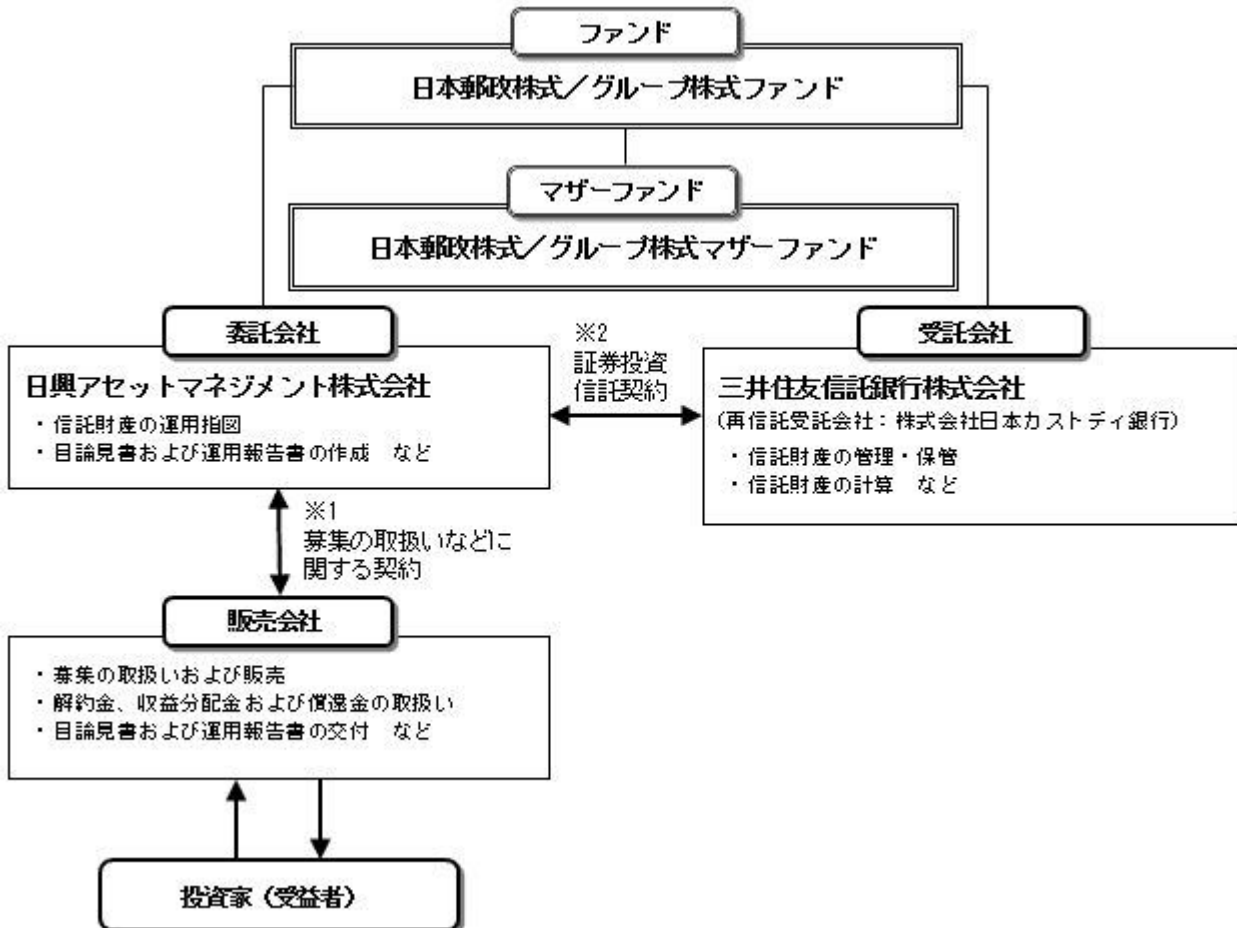 ファンド
日本郵政株式／グループ株式ファンド
マザーファンド
日本郵政株式／グループ株式マザーファンド
委託会社
日興アセットマネジメント株式会社
・信託財産の運用指図
・目論見書および運用報告書の作成　など
※2
証券投資
信託契約
受託会社
三井住友信託銀行株式会社
(再信託受託会社：株式会社日本カストディ銀行)
・信託財産の管理・保管
・信託財産の計算　など
※1
募集の取扱いなどに
関する契約
販売会社
・募集の取扱いおよび販売
・解約金、収益分配金および償還金の取扱い
・目論見書および運用報告書の交付　など
投資家（受益者）